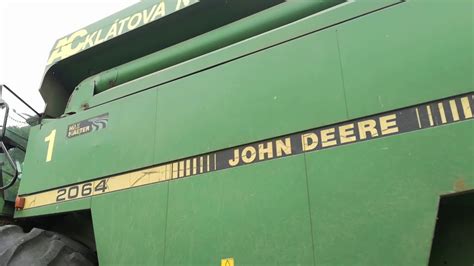 KLÁTOVA N
1
JOHN DEERE
2064